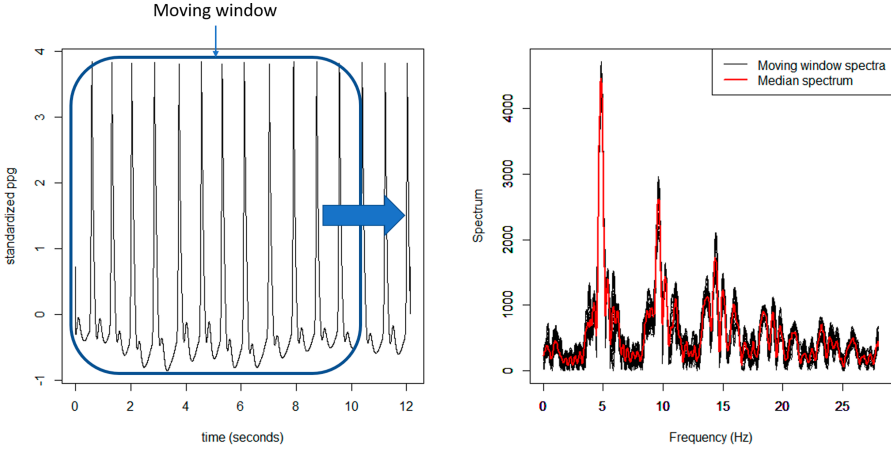 Moving window
standardized ppg
4
3
2
1
0
-1
0 2 4 6 8 10 12
time (seconds)
Moving window spectra
Median spectrum
Spectrum
4000
3000
2000
1000
0
0 5 10 15 20 25
Frequency (Hz)